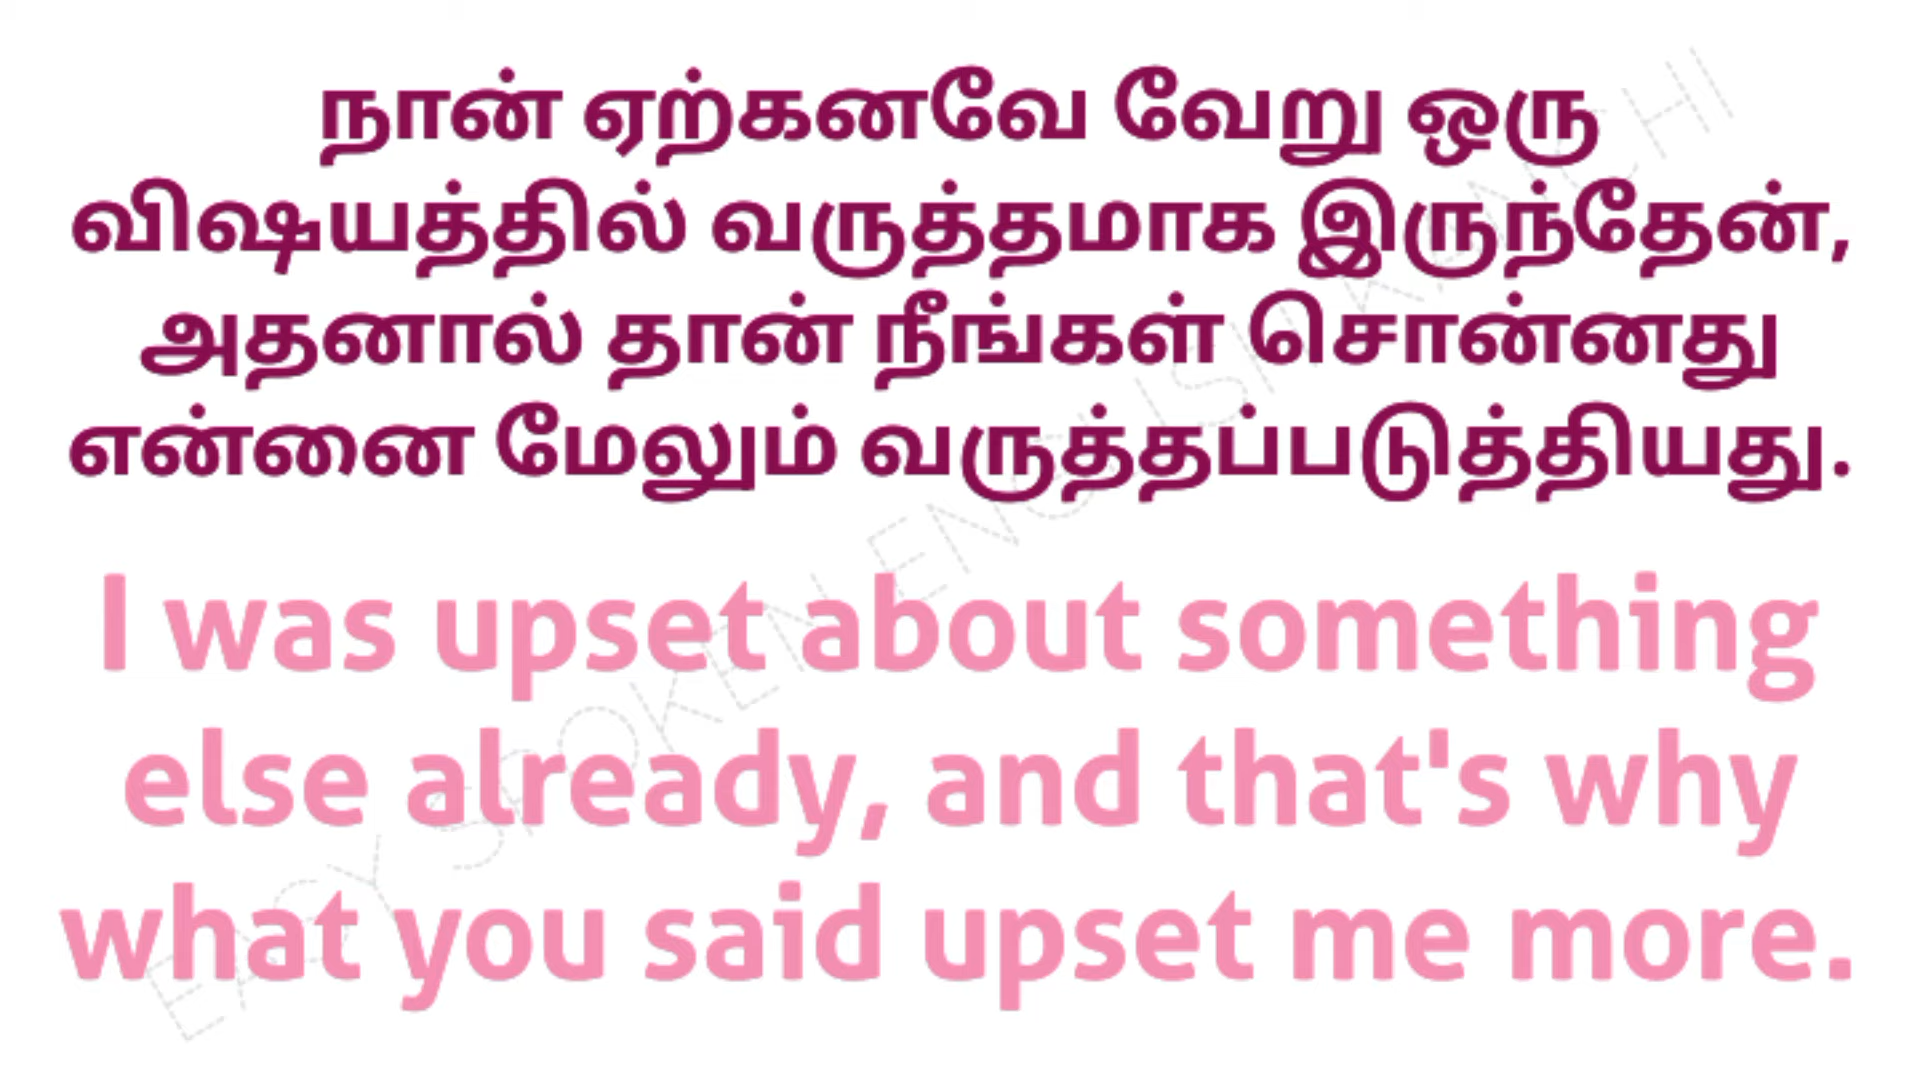 நான் ஏற்கனவே வேறு ஒரு
விஷயத்தில் வருத்தமாக இருந்தேன்,
அதனால் தான் நீங்கள் சொன்னது
என்னை மேலும் வருத்தப்படுத்தியது.
I was upset about something
else already, and that's why
what you said upset me more.